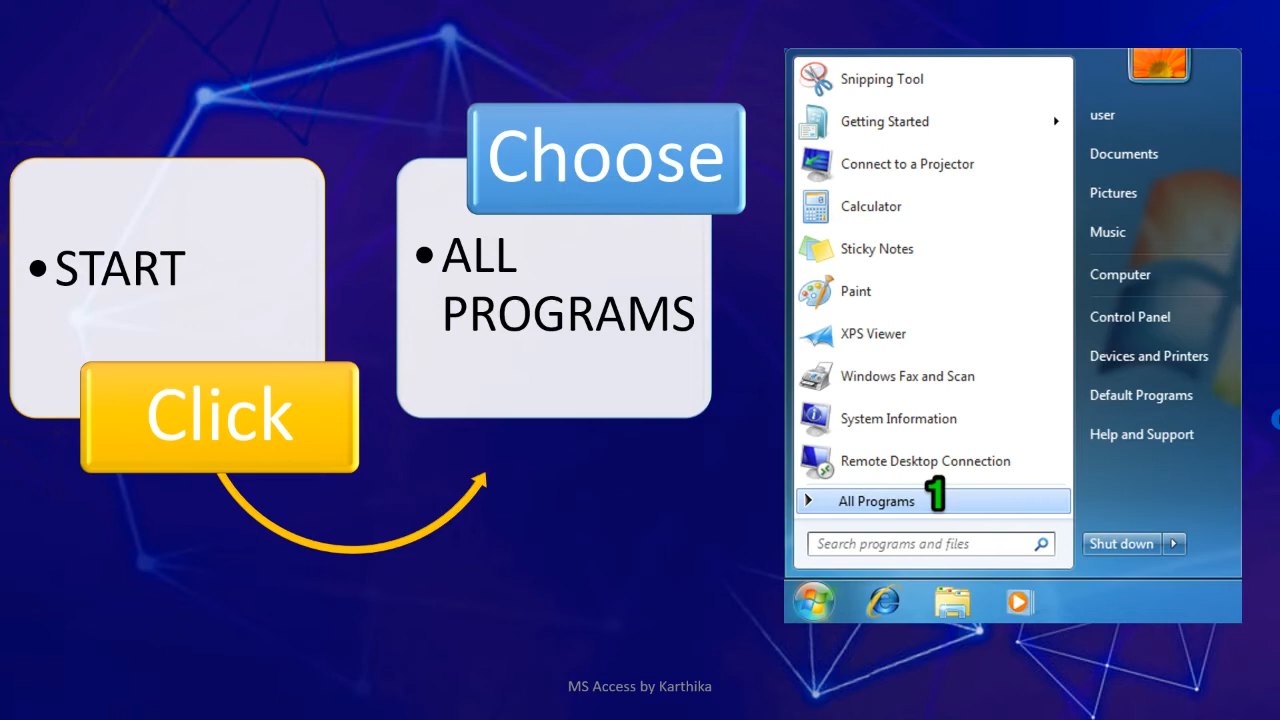 • START
Click
Choose
• ALL
PROGRAMS
Snipping Tool
Getting Started
Connect to a Projector
Calculator
Sticky Notes
Paint
XPS Viewer
Windows Fax and Scan
System Information
Remote Desktop Connection
All Programs 1
Search programs and files
user
Documents
Pictures
Music
Computer
Control Panel
Devices and Printers
Default Programs
Help and Support
Shut down
MS Access by Karthika